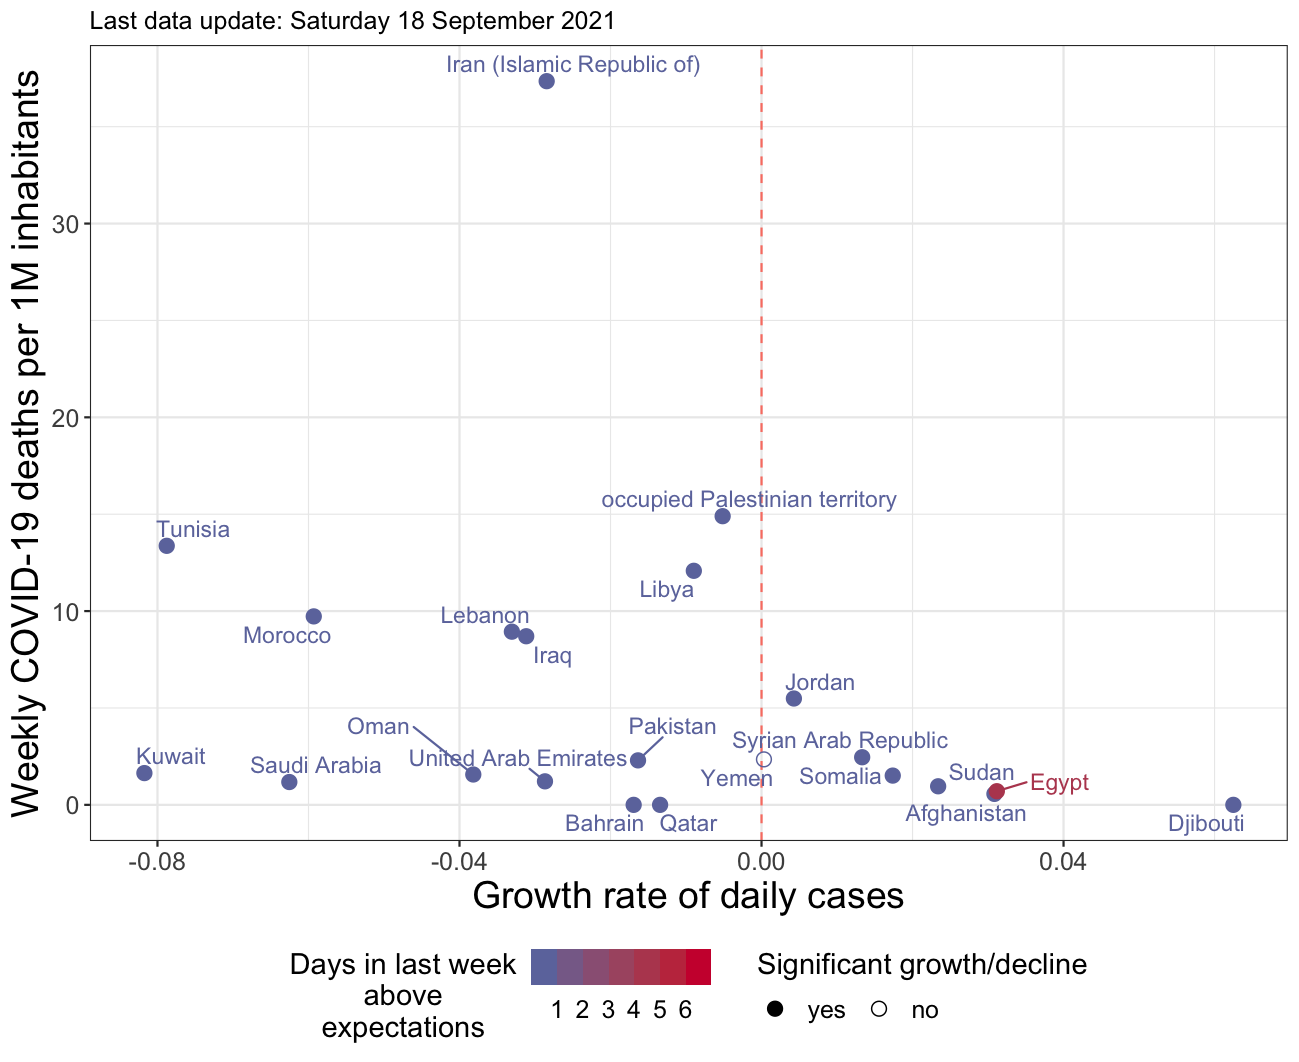 Last data update: Saturday 18 September 2021
Weekly COVID-19 deaths per 1M inhabitants
30
20
10
0
Iran (Islamic Republic of)
occupied Palestinian territory
Tunisia
Libya
Lebanon
Morocco
Iraq
Jordan
Oman
Pakistan
Syrian Arab Republic
Kuwait
United Arab Emirates
Saudi Arabia
Yemen
Somalia
Sudan
Egypt
Afghanistan
Bahrain
Qatar
Djibouti
-0.08
-0.04
0.00
0.04
Growth rate of daily cases
Days in last week
above
expectations
1 2 3 4 5 6
Significant growth/decline
yes
no